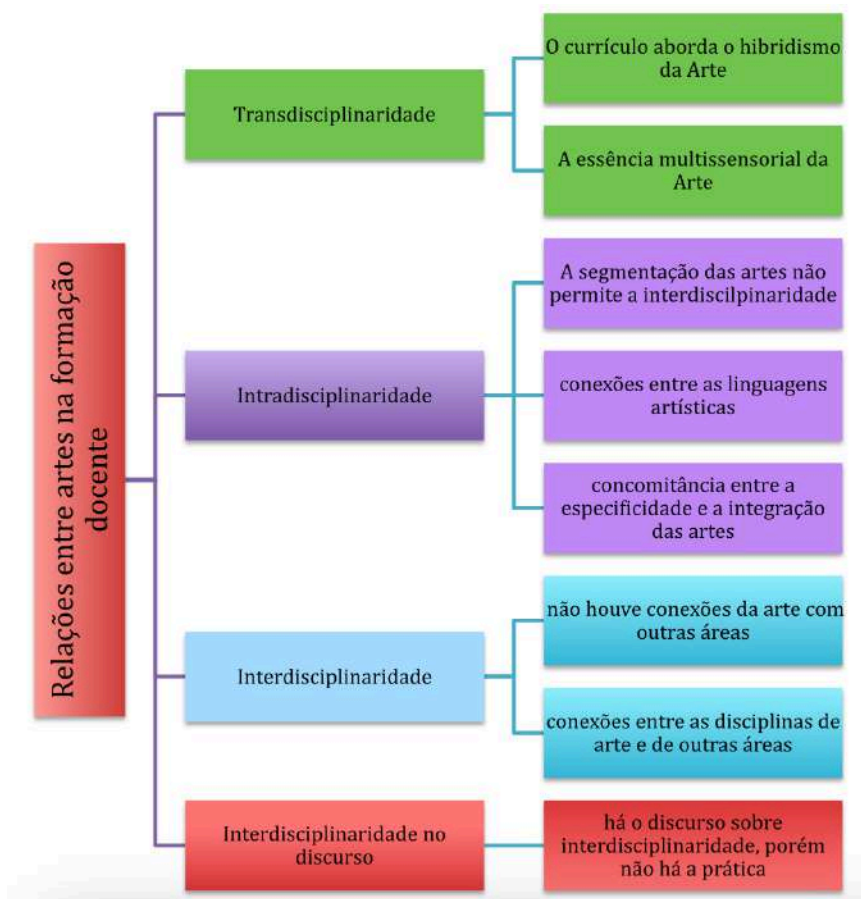 Relações entre artes na formação
docente
Transdisciplinaridade
O currículo aborda o hibridismo
da Arte
A essência multissensorial da
Arte
Intradisciplinaridade
A segmentação das artes não
permite a interdiscilpinaridade
conexões entre as linguagens
artísticas
concomitância entre a
especificidade e a integração
das artes
Interdisciplinaridade
não houve conexões da arte com
outras áreas
conexões entre as disciplinas de
arte e de outras áreas
Interdisciplinaridade no
discurso
há o discurso sobre
interdisciplinaridade, porém
não há a prática